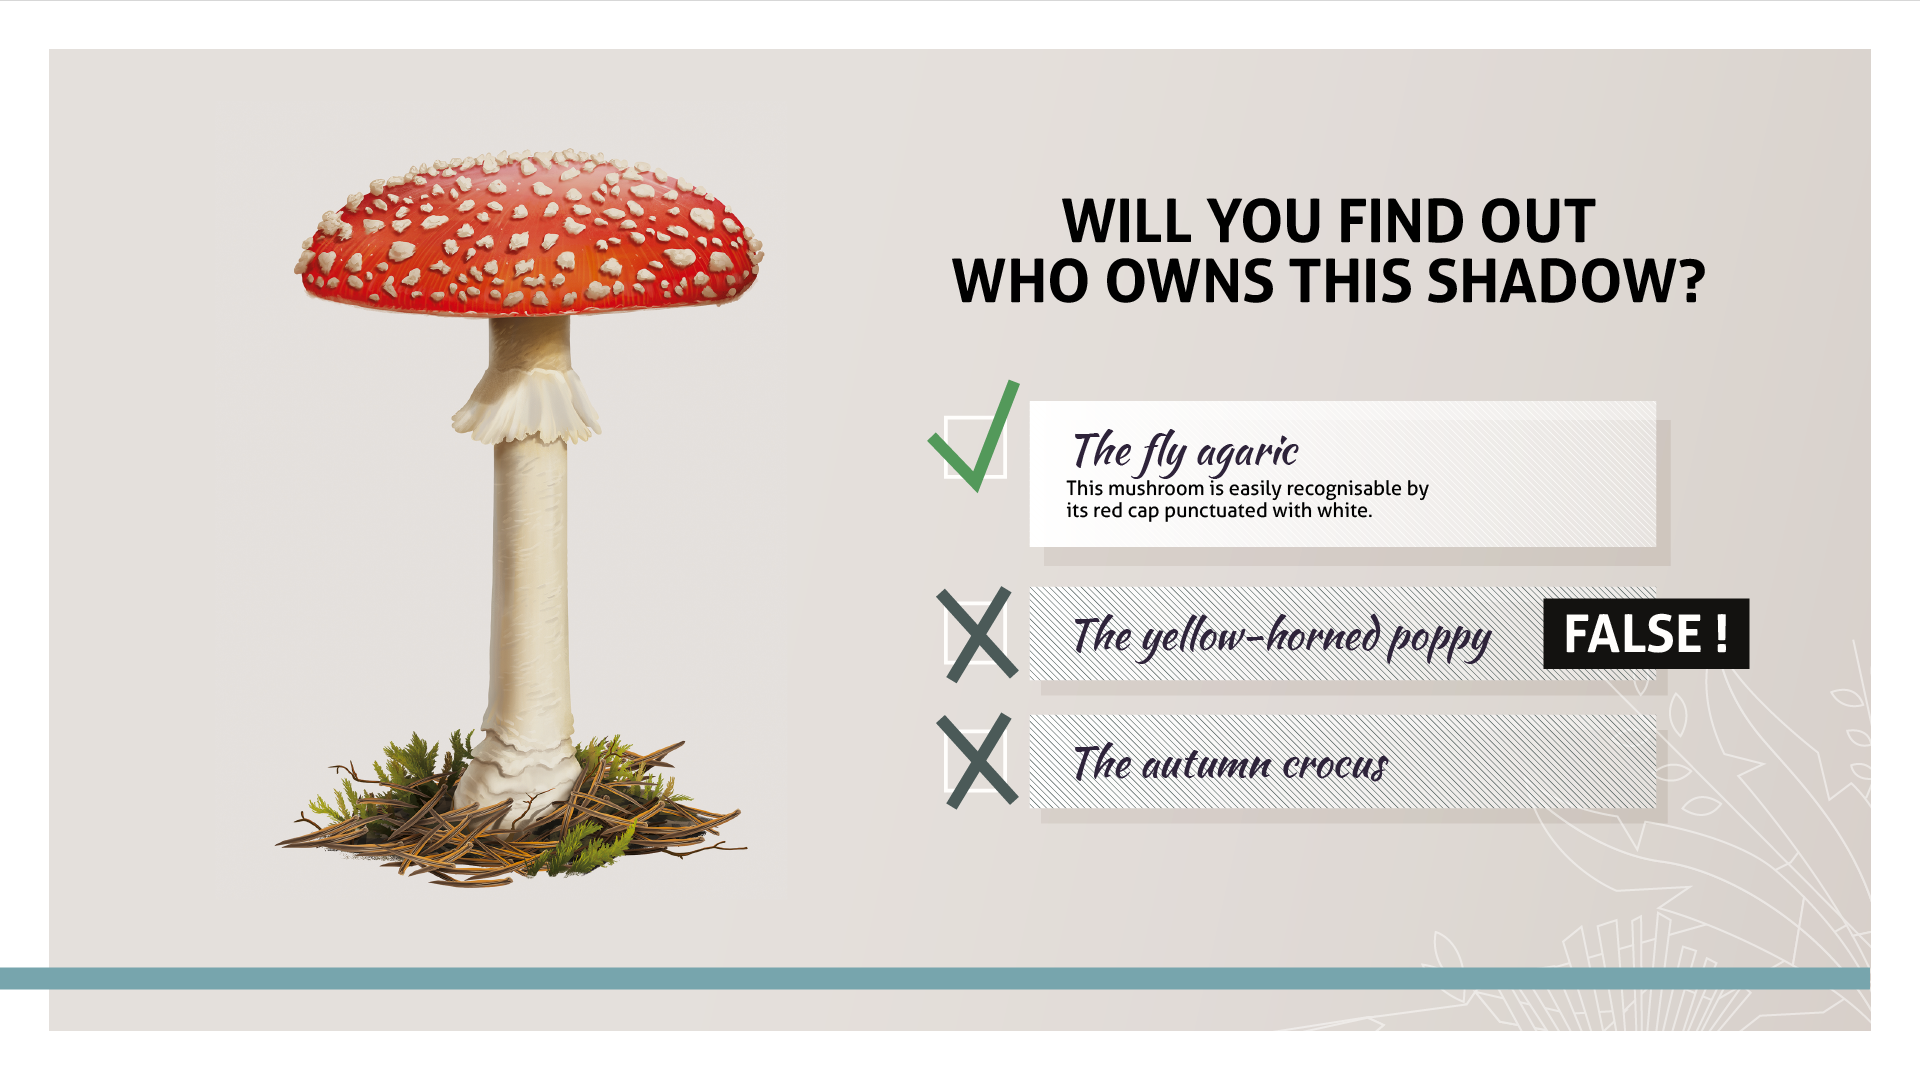 WILL YOU FIND OUT
WHO OWNS THIS SHADOW?
The fly agaric
This mushroom is easily recognisable by
its red cap punctuated with white.
The yellow-horned poppy
FALSE !
The autumn crocus